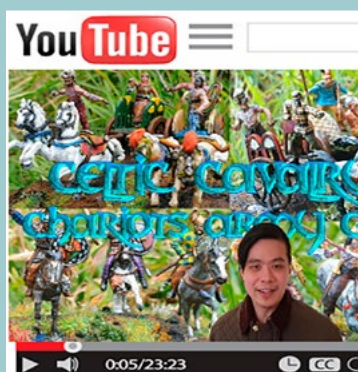 YouTube
CELTIC CAVALRY
CHARIOTS ARMY
0:05/23:23
CC